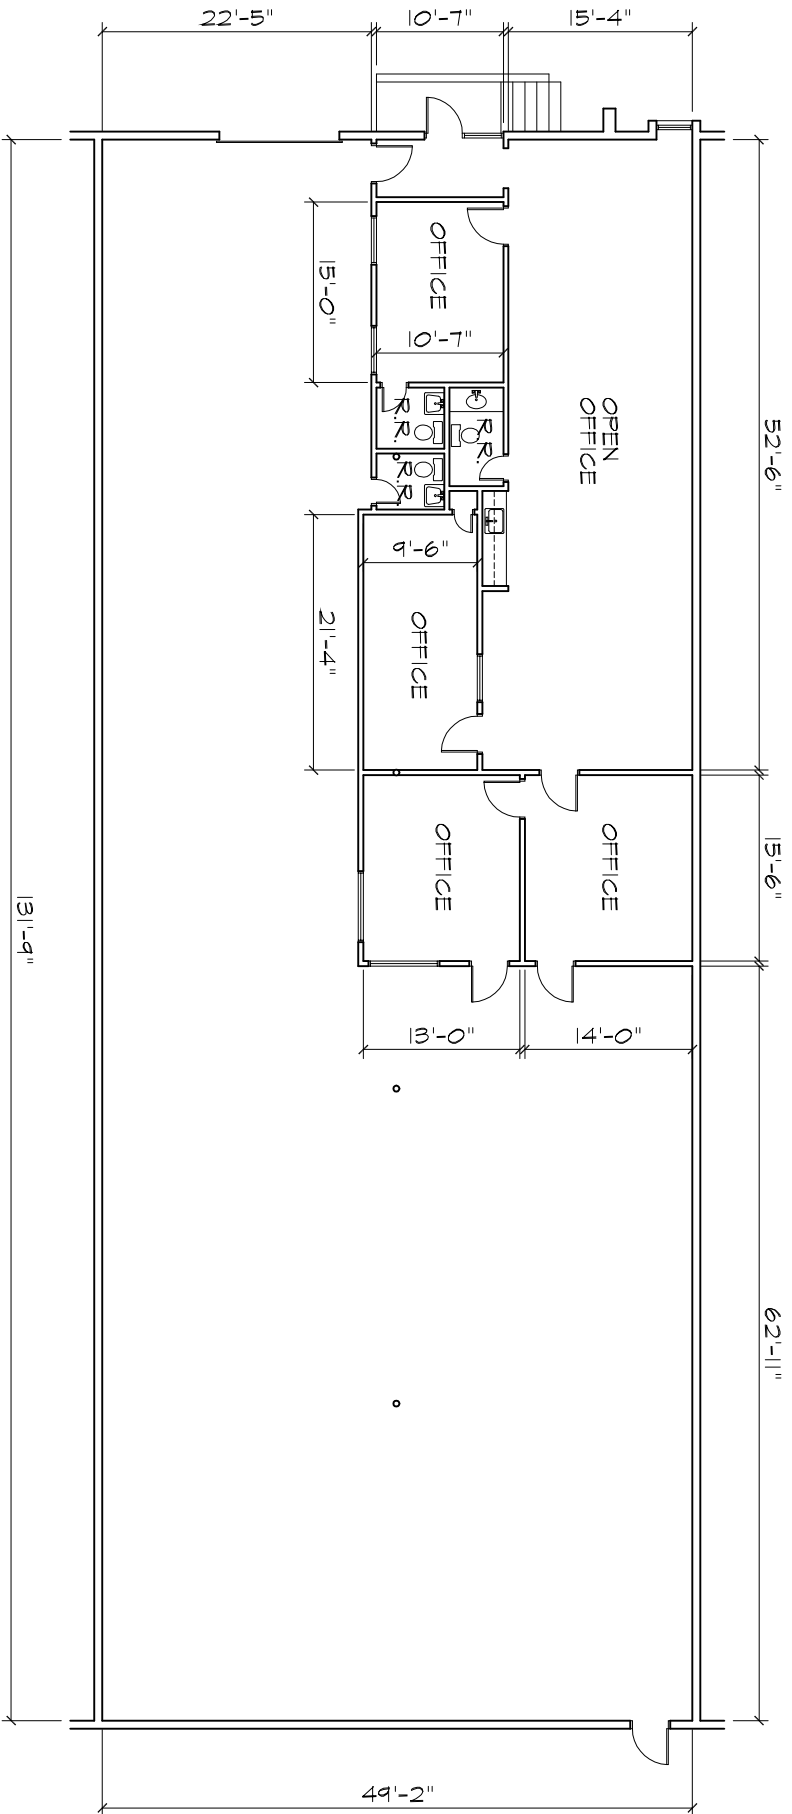 22'-5"
10'-7"
15'-4"
OFFICE
15'-0"
10'-7"
R.R.
R.R.
R.R.
OPEN
OFFICE
52'-6"
9'-6"
OFFICE
21'-4"
OFFICE
OFFICE
15'-6"
131'-9"
13'-0"
14'-0"
62'-11"
49'-2"